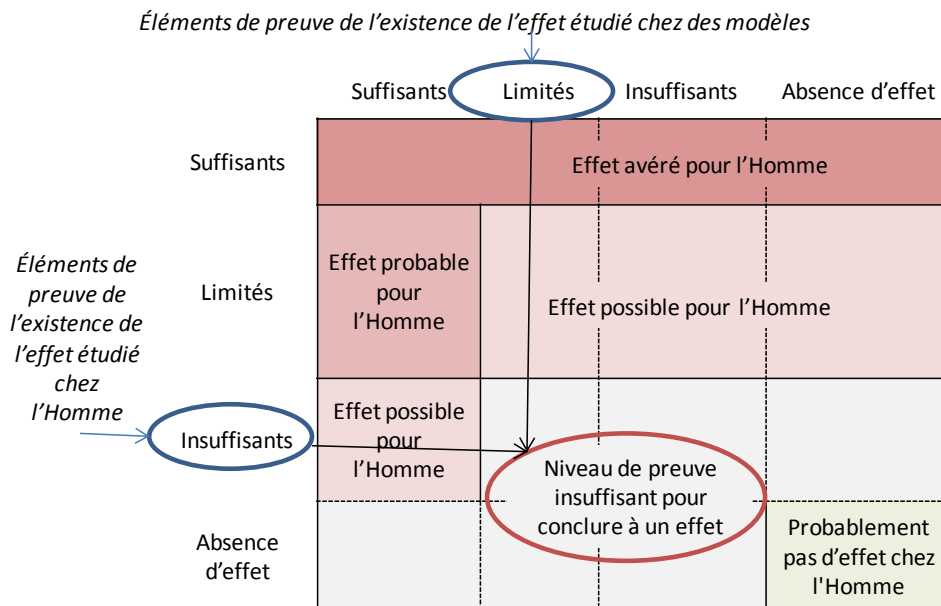 Éléments de preuve de l'existence de l'effet étudié chez des modèles
Suffisants
Limités
Insuffisants
Absence d'effet
Suffisants
Effet avéré pour l'Homme
Éléments de
preuve de
l'existence de
l'effet étudié
chez
l'Homme
Limités
Effet probable
pour
l'Homme
Effet possible pour l'Homme
Insuffisants
Effet possible
pour
l'Homme
Niveau de preuve
insuffisant pour
conclure à un effet
Absence
d'effet
Probablement
pas d'effet chez
l'Homme